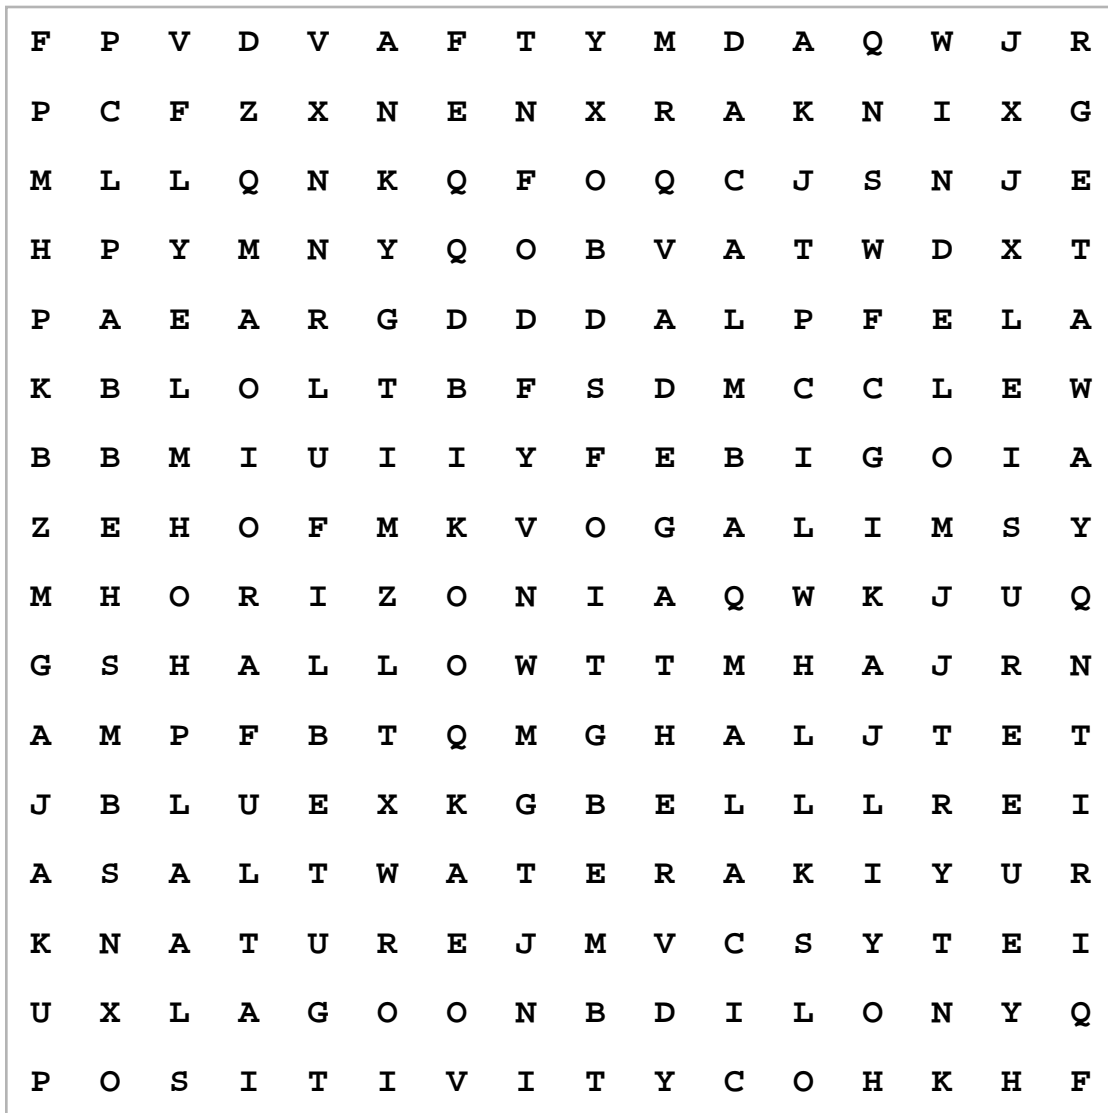 F P V D V A F T Y M D A Q W J R
P C F Z X N E N X R A K N I X G
M L L Q N K Q F O Q C J S N J E
H P Y M N Y Q O B V A T W D X T
P A E A R G D D D A L P F E L A
K B L O L T B F S D M C C L E W
B B M I U I I Y F E B I G O I A
Z E H O F M K V O G A L I M S Y
M H O R I Z O N I A Q W K J U Q
G S H A L L O W T T M H A J R N
A M P F B T Q M G H A L J T E T
J B L U E X K G B E L L L R E I
A S A L T W A T E R A K I Y U R
K N A T U R E J M V C S Y T E I
U X L A G O O N B D I L O N Y Q
P O S I T I V I T Y C O H K H F